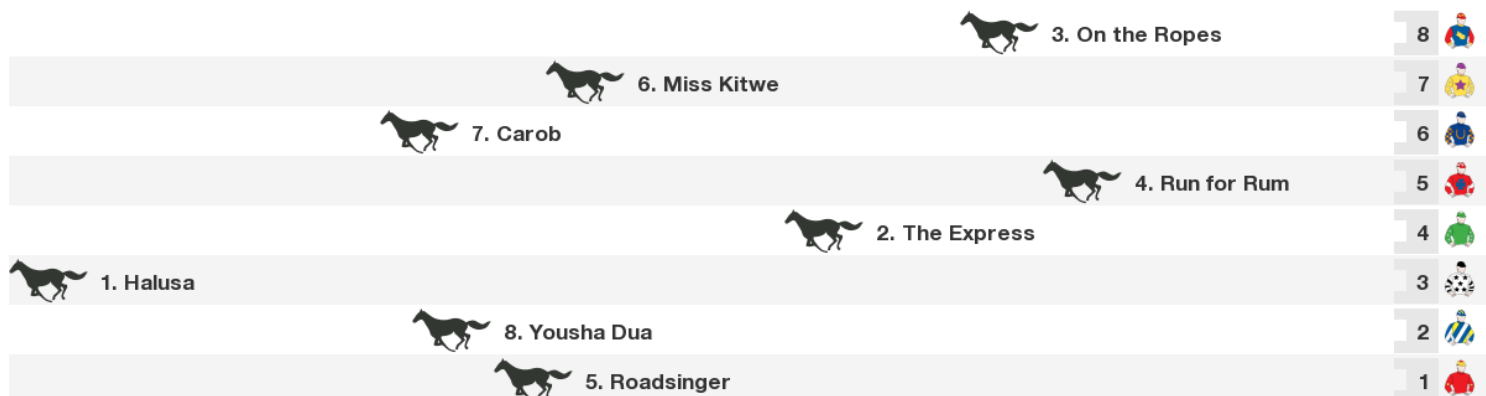 3. On the Ropes 8
6. Miss Kitwe 7
7. Carob 6
4. Run for Rum 5
2. The Express 4
1. Halusa 3
8. Yousha Dua 2
5. Roadsinger 1